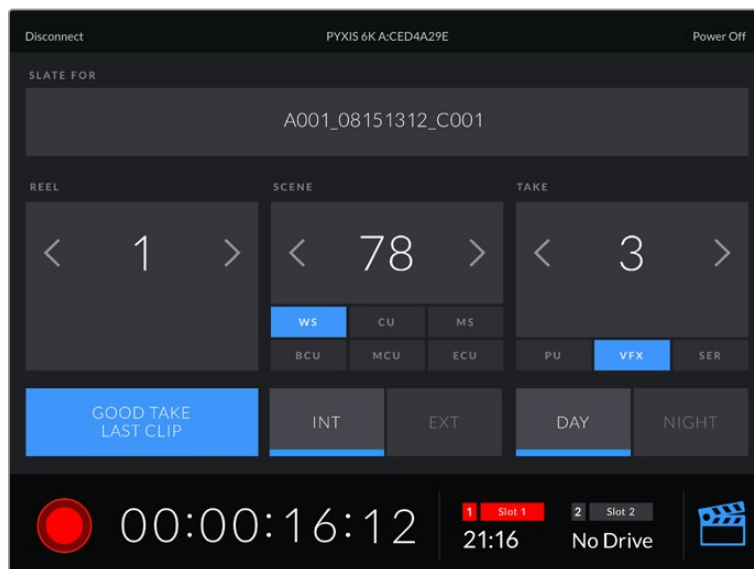 Disconnect PYXIS 6K A:CED4A29E Power Off
SLATE FOR
A001_08151312_C001
REEL SCENE TAKE
1 78 3
WS CU MS
BCU MCU ECU PU VFX SER
GOOD TAKE
LAST CLIP
INT EXT DAY NIGHT
00:00:16:12
1 Slot 1 2 Slot 2
21:16 No Drive